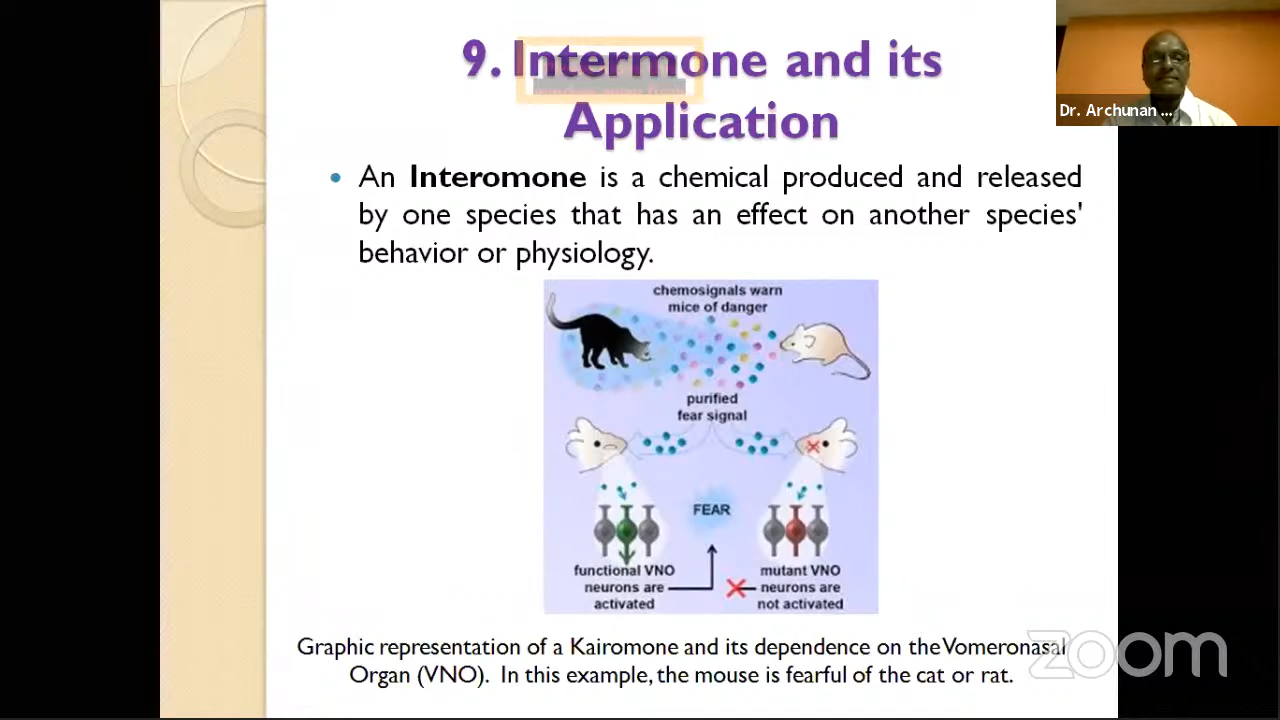 9. Intermone and its
Application
Dr. Archunan ...
• An Interomone is a chemical produced and released
by one species that has an effect on another species'
behavior or physiology.
chemosignals warn
mice of danger
purified
fear signal
FEAR
functional VNO
neurons are
activated
mutant VNO
neurons are
not activated
Graphic representation of a Kairomone and its dependence on the Vomeronasal
Organ (VNO). In this example, the mouse is fearful of the cat or rat.
zoom